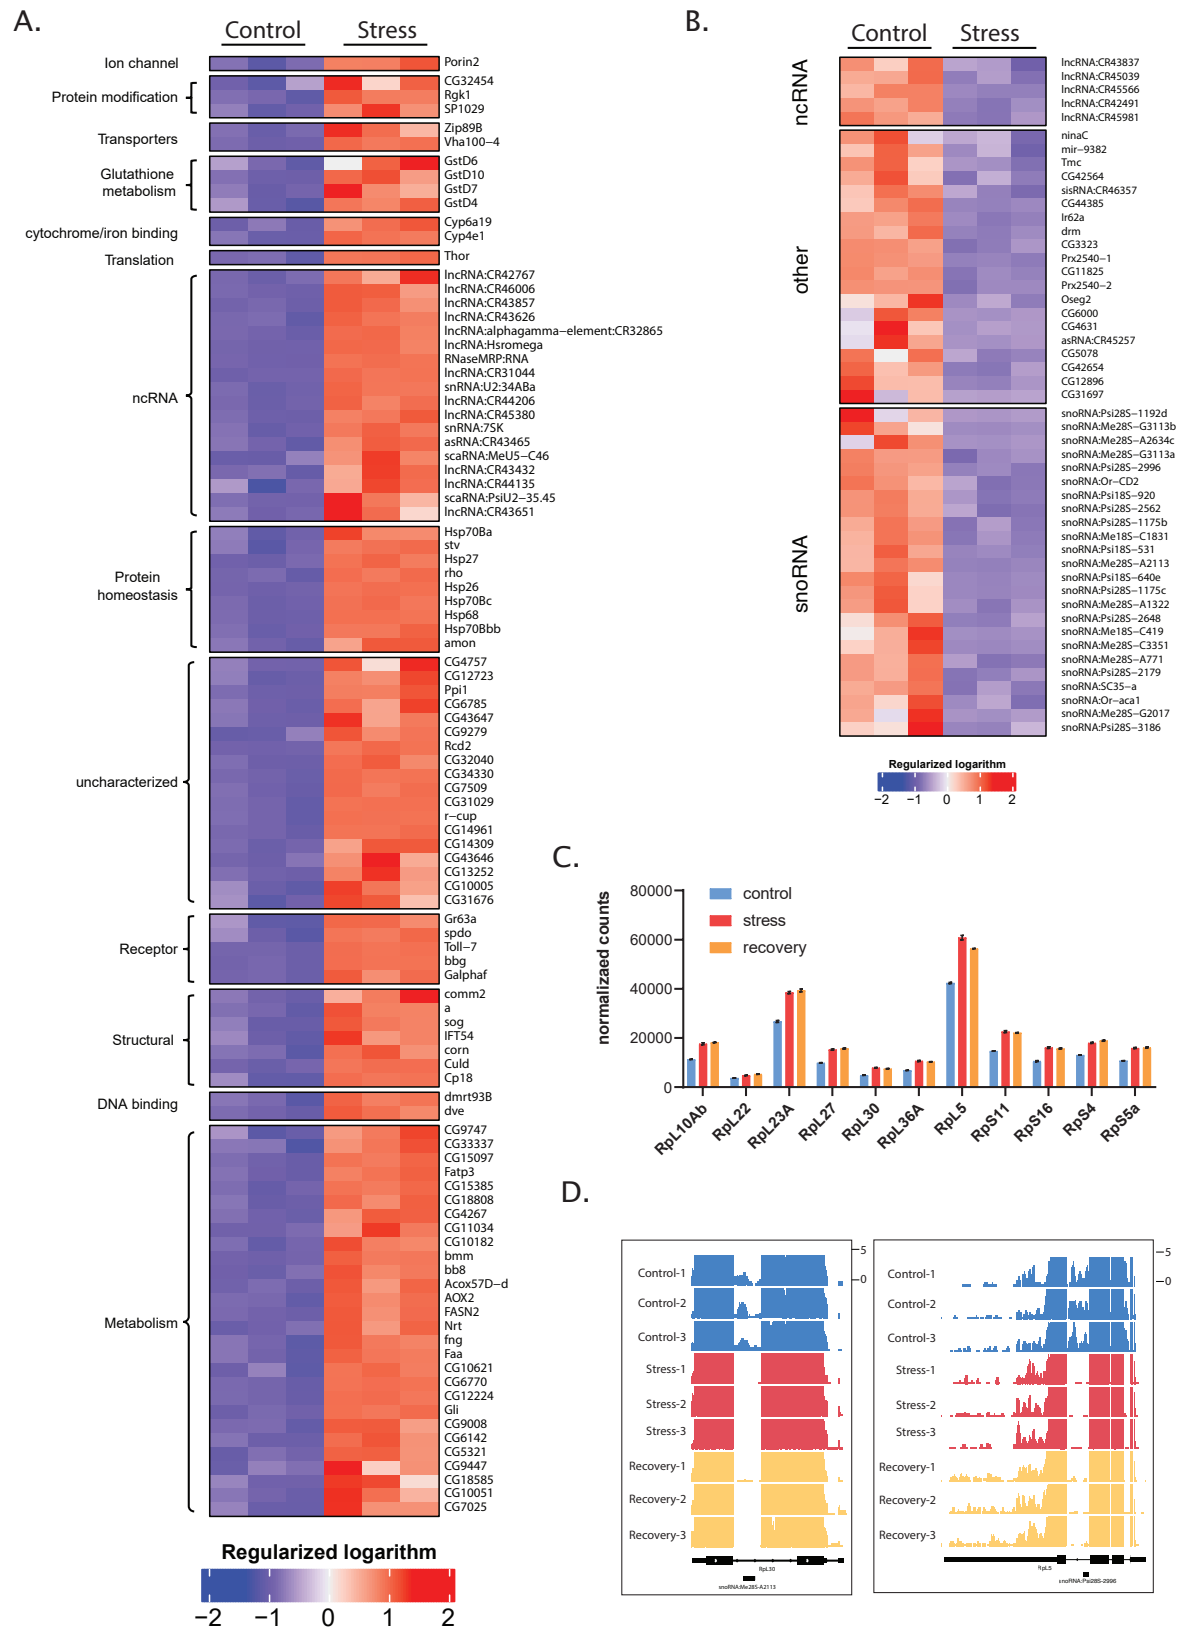 A.
Control
Stress
Ion channel
Porin2
Protein modification
CG32454
Rgk1
SP1029
Transporters
Zip89B
Vha100−4
Glutathione
metabolism
GstD6
GstD10
GstD7
GstD4
cytochrome/iron binding
Cyp6a19
Cyp4e1
Translation
Thor
ncRNA
lncRNA:CR42767
lncRNA:CR46006
lncRNA:CR43857
lncRNA:CR43626
lncRNA:alphagamma−element:CR32865
lncRNA:Hsromega
RNaseMRP:RNA
lncRNA:CR31044
snRNA:U2:34ABa
lncRNA:CR44206
lncRNA:CR45380
snRNA:7SK
asRNA:CR43465
scaRNA:MeU5−C46
lncRNA:CR43432
lncRNA:CR44135
scaRNA:PsiU2−35.45
lncRNA:CR43651
Protein
homeostasis
Hsp70Ba
stv
Hsp27
rho
Hsp26
Hsp70Bc
Hsp68
Hsp70Bbb
amon
uncharacterized
CG4757
CG12723
Ppi1
CG6785
CG43647
CG9279
Rcd2
CG32040
CG34330
CG7509
CG31029
r−cup
CG14961
CG14309
CG43646
CG13252
CG10005
CG31676
Receptor
Gr63a
spdo
Toll−7
bbg
Galphaf
Structural
comm2
a
sog
IFT54
corn
Culd
Cp18
DNA binding
dmrt93B
dve
Metabolism
CG9747
CG33337
CG15097
Fatp3
CG15385
CG18808
CG4267
CG11034
CG10182
bmm
bb8
Acox57D−d
AOX2
FASN2
Nrt
fng
Faa
CG10621
CG6770
CG12224
Gli
CG9008
CG6142
CG5321
CG9447
CG18585
CG10051
CG7025
Regularized logarithm
−2 −1 0 1 2
B.
Control
Stress
ncRNA
lncRNA:CR43837
lncRNA:CR45039
lncRNA:CR45566
lncRNA:CR42491
lncRNA:CR45981
other
ninaC
mir−9382
Tmc
CG42564
sisRNA:CR46357
CG44385
Ir62a
drm
CG3323
Prx2540−1
CG11825
Prx2540−2
Oseg2
CG6000
CG4631
asRNA:CR45257
CG5078
CG42654
CG12896
CG31697
snoRNA
snoRNA:Psi28S−1192d
snoRNA:Me28S−G3113b
snoRNA:Me28S−A2634c
snoRNA:Me28S−G3113a
snoRNA:Psi28S−2996
snoRNA:Or−CD2
snoRNA:Psi18S−920
snoRNA:Psi28S−2562
snoRNA:Psi28S−1175b
snoRNA:Me18S−C1831
snoRNA:Psi18S−531
snoRNA:Me28S−A2113
snoRNA:Psi18S−640e
snoRNA:Psi28S−1175c
snoRNA:Me28S−A1322
snoRNA:Psi28S−2648
snoRNA:Me18S−C419
snoRNA:Me28S−C3351
snoRNA:Me28S−A771
snoRNA:Psi28S−2179
snoRNA:SC35−a
snoRNA:Or−aca1
snoRNA:Me28S−G2017
snoRNA:Psi28S−3186
Regularized logarithm
−2 −1 0 1 2
C.
normalizaed counts
80000
60000
40000
20000
0
control
stress
recovery
RpL10Ab
RpL22
RpL23A
RpL27
RpL30
RpL36A
RpL5
RpS11
RpS16
RpS4
RpS5a
D.
5
0
Control-1
Control-2
Control-3
Stress-1
Stress-2
Stress-3
Recovery-1
Recovery-2
Recovery-3
RpL30
snoRNA:Me28S-A2113
5
0
Control-1
Control-2
Control-3
Stress-1
Stress-2
Stress-3
Recovery-1
Recovery-2
Recovery-3
RpL5
snoRNA:Psi28S-2996